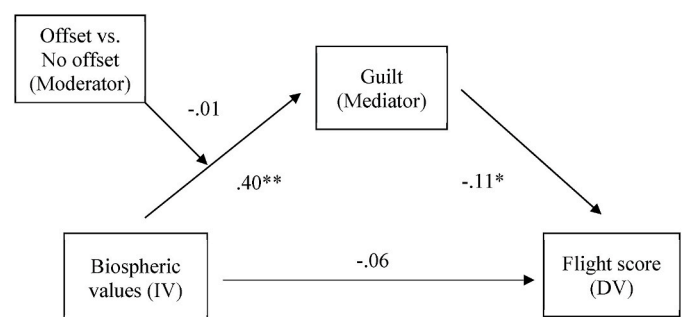 Offset vs.
No offset
(Moderator)
Guilt
(Mediator)
-.01
.40**
-.11*
Biospheric
values (IV)
-.06
Flight score
(DV)